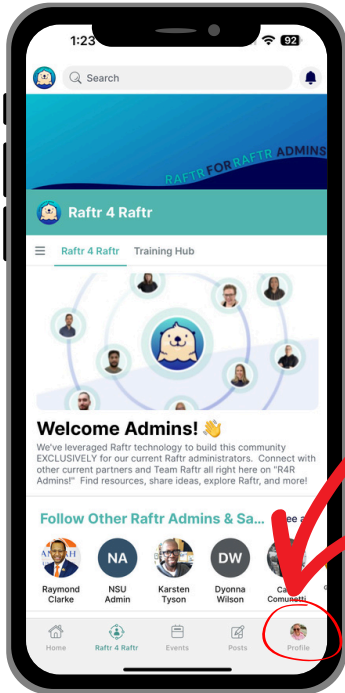 1:23
92
Search
RAFTR FOR RAFTR ADMINS
Raftr 4 Raftr
Raftr 4 Raftr Training Hub
Welcome Admins! 👋
We've leveraged Raftr technology to build this community
EXCLUSIVELY for our current Raftr administrators. Connect with
other current partners and Team Raftr all right here on "R4R
Admins!" Find resources, share ideas, explore Raftr, and more!
Follow Other Raftr Admins & Sa...
NA
DW
Raymond
Clarke
NSU
Admin
Karsten
Tyson
Dyonna
Wilson
Home
Raftr 4 Raftr
Events
Posts
Profile